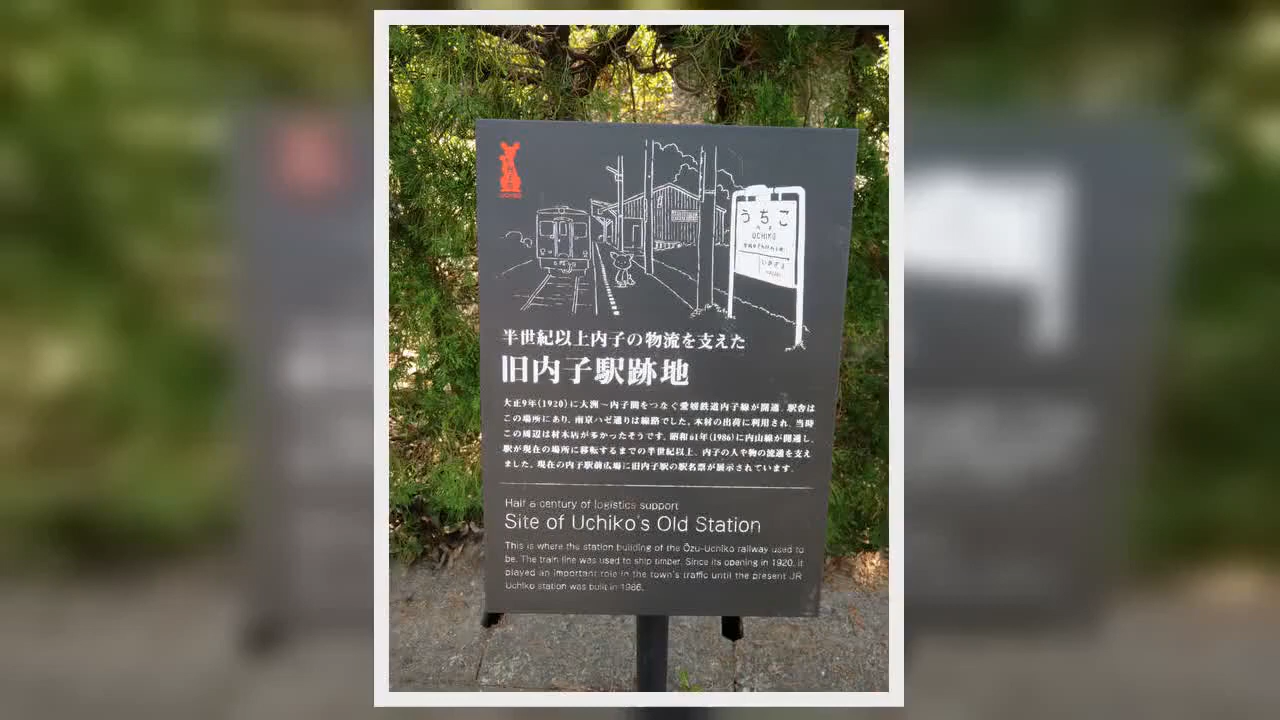 うちこ
内子
UCHIKO
半世紀以上内子の物流を支えた
旧内子駅跡地
大正9年(1920)に大洲〜内子間をつなぐ愛媛鉄道内子線が開通。駅舎は
この場所にあり、南京ハゼ通りは線路でした。木材の出荷に利用され、当時
この周辺は材木店が多かったそうです。昭和61年(1986)に内山線が開通し、
駅が現在の場所に移転するまでの半世紀以上、内子の人や物の流通を支え
ました。現在の内子駅前広場に旧内子駅の駅名票が展示されています。
Half a century of logistics support
Site of Uchiko's Old Station
This is where the station building of the Ōzu-Uchiko railway used to
be. The train line was used to ship timber. Since its opening in 1920, it
played an important role in the town's traffic until the present JR
Uchiko station was built in 1986.